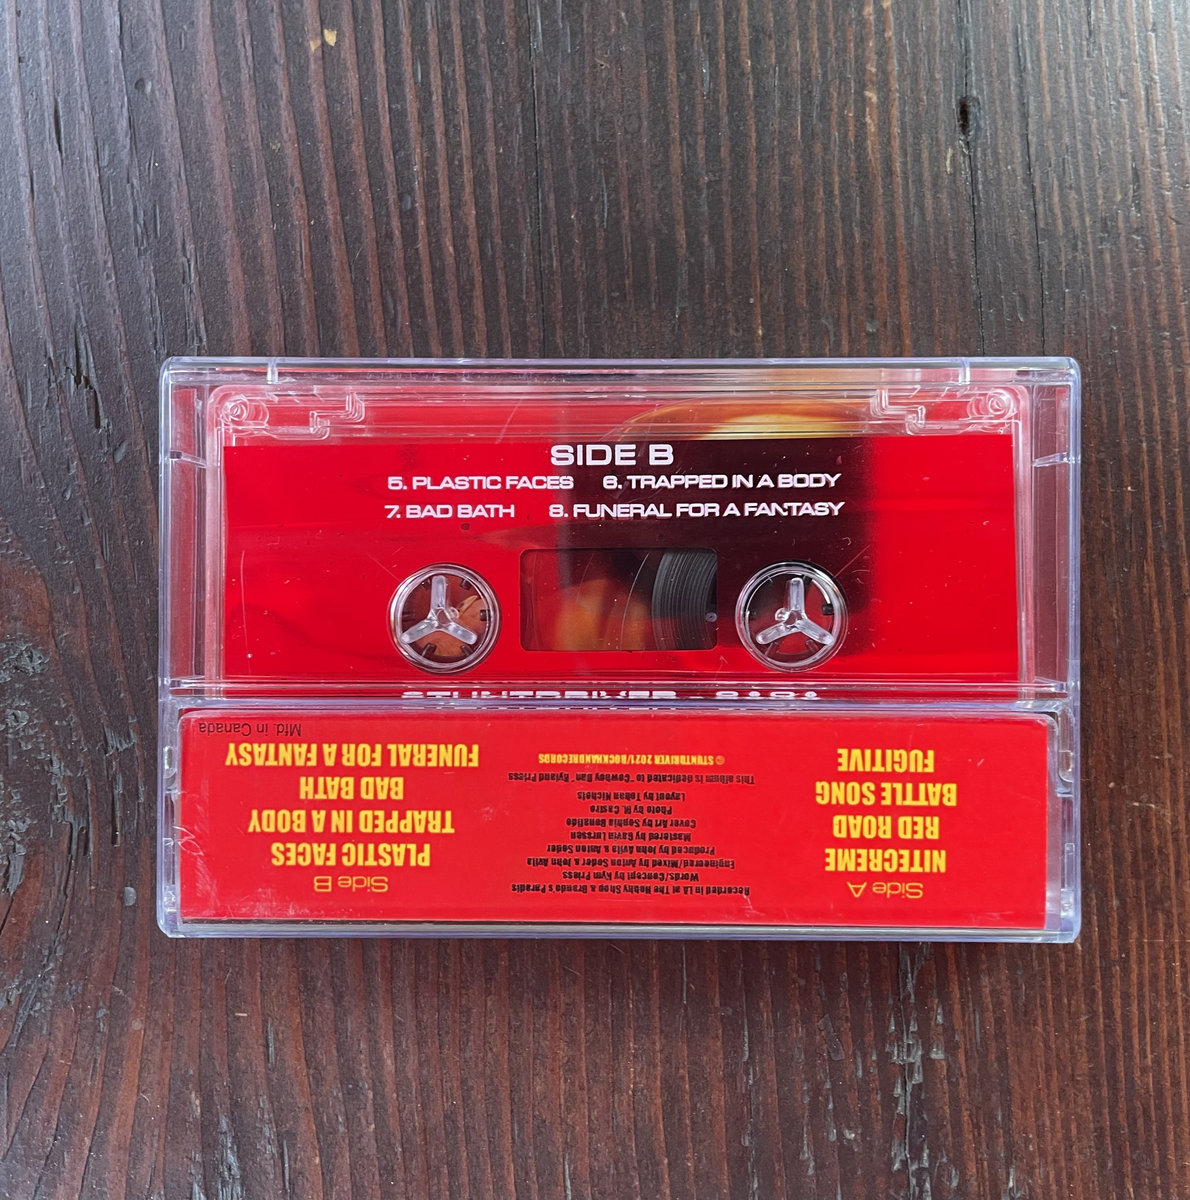 SIDE B
5. PLASTIC FACES 6. TRAPPED IN A BODY
7. BAD BATH 8. FUNERAL FOR A FANTASY
Side A
NITECREME
RED ROAD
BATTLE SONG
FUGITIVE
Recorded in LA at The Hobby Shop & Brando's Paradis
Words/Concept by Kym Priess
Engineered/Mixed by Anton Soder & John Avila
Produced by John Avila & Anton Soder
Mastered by Gavin Lurssen
Cover Art by Sophia Bonafide
Photo by M. Castro
Layout by Toban Nichols
This album is dedicated to "Cowboy Dan" Ryland Priess
© STUNTDRIVER 2021/ROCKMANDRECORDS
Side B
PLASTIC FACES
TRAPPED IN A BODY
BAD BATH
FUNERAL FOR A FANTASY
Mfd. in Canada